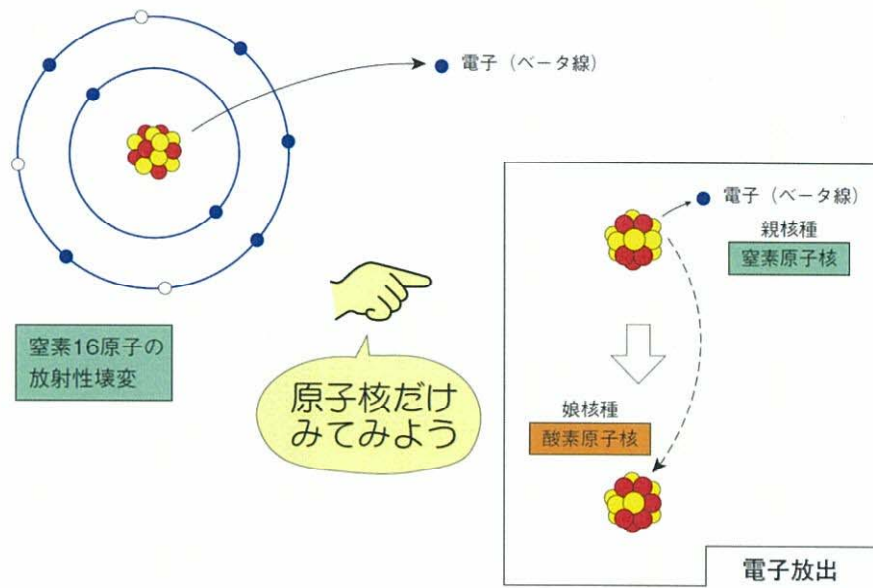 電子（ベータ線）
窒素16原子の
放射性壊変
原子核だけ
みてみよう
電子（ベータ線）
親核種
窒素原子核
娘核種
酸素原子核
電子放出